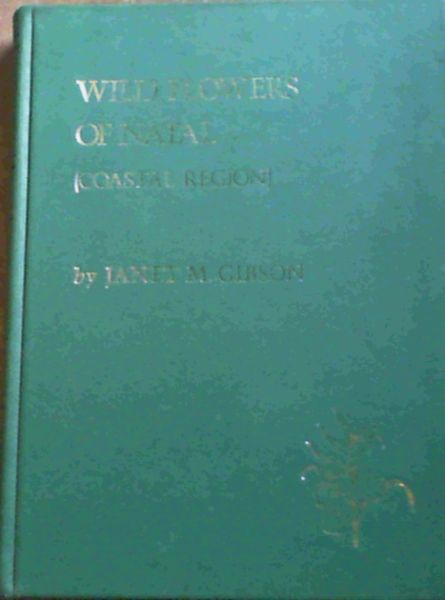 WILD FLOWERS
OF NATAL
[COASTAL REGION]
by JANET M. GIBSON